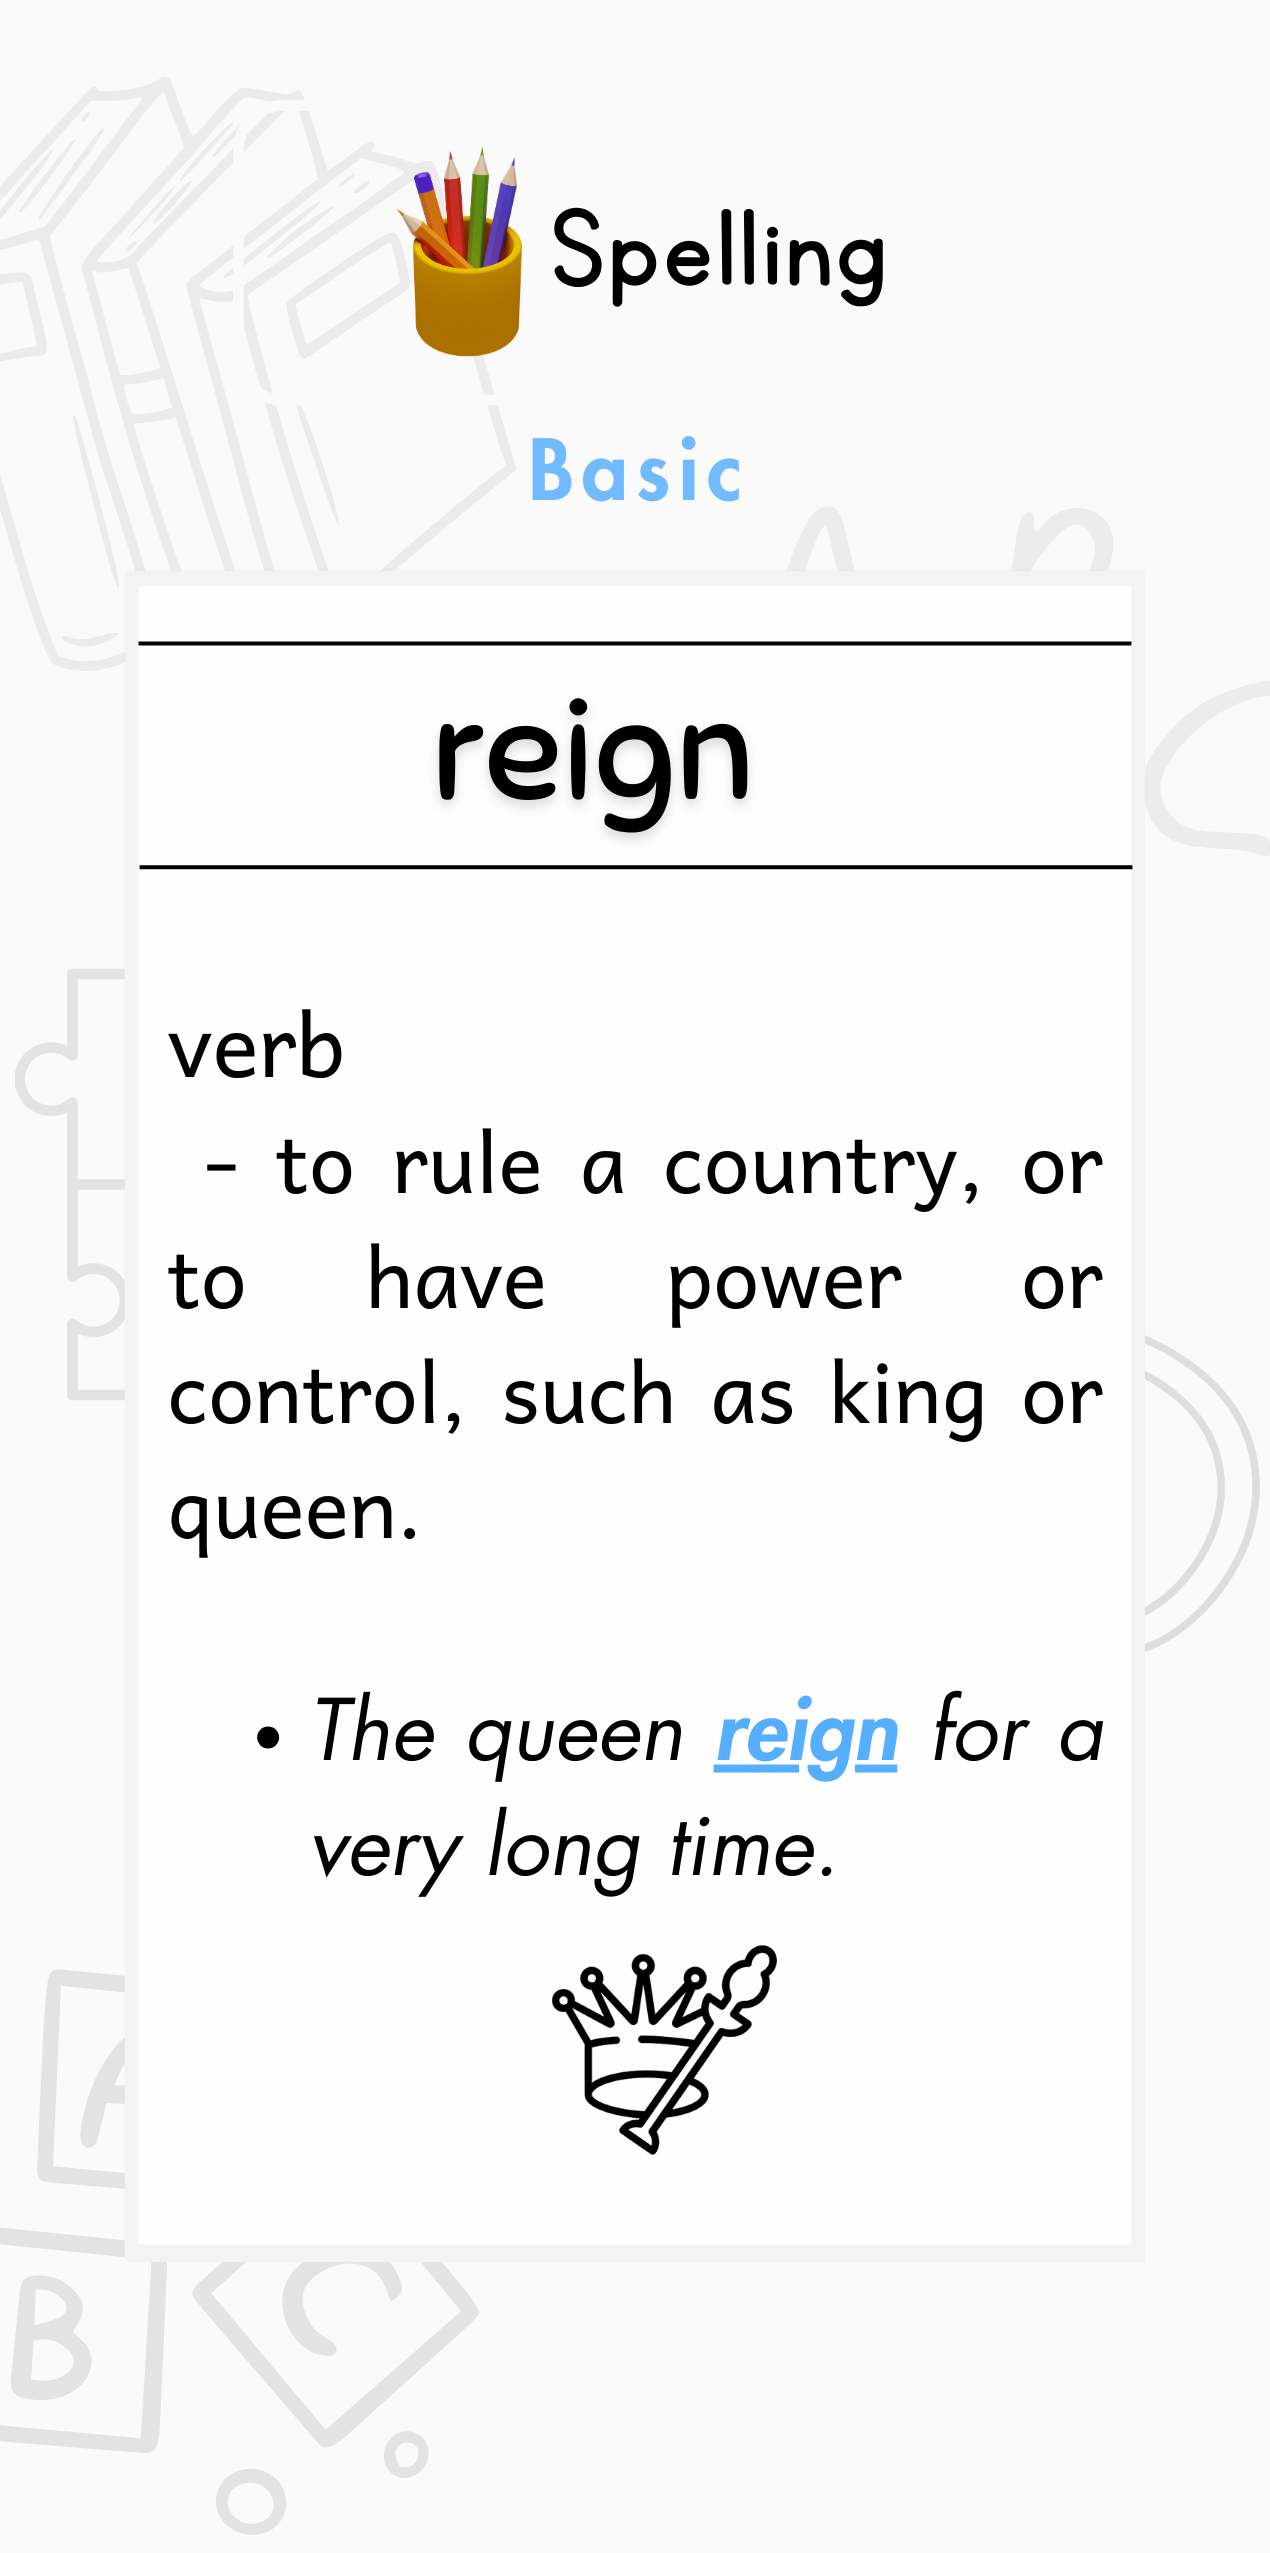 Spelling
Basic
reign
verb
- to rule a country, or
to have power or
control, such as king or
queen.
• The queen reign for a
very long time.
A
B
C